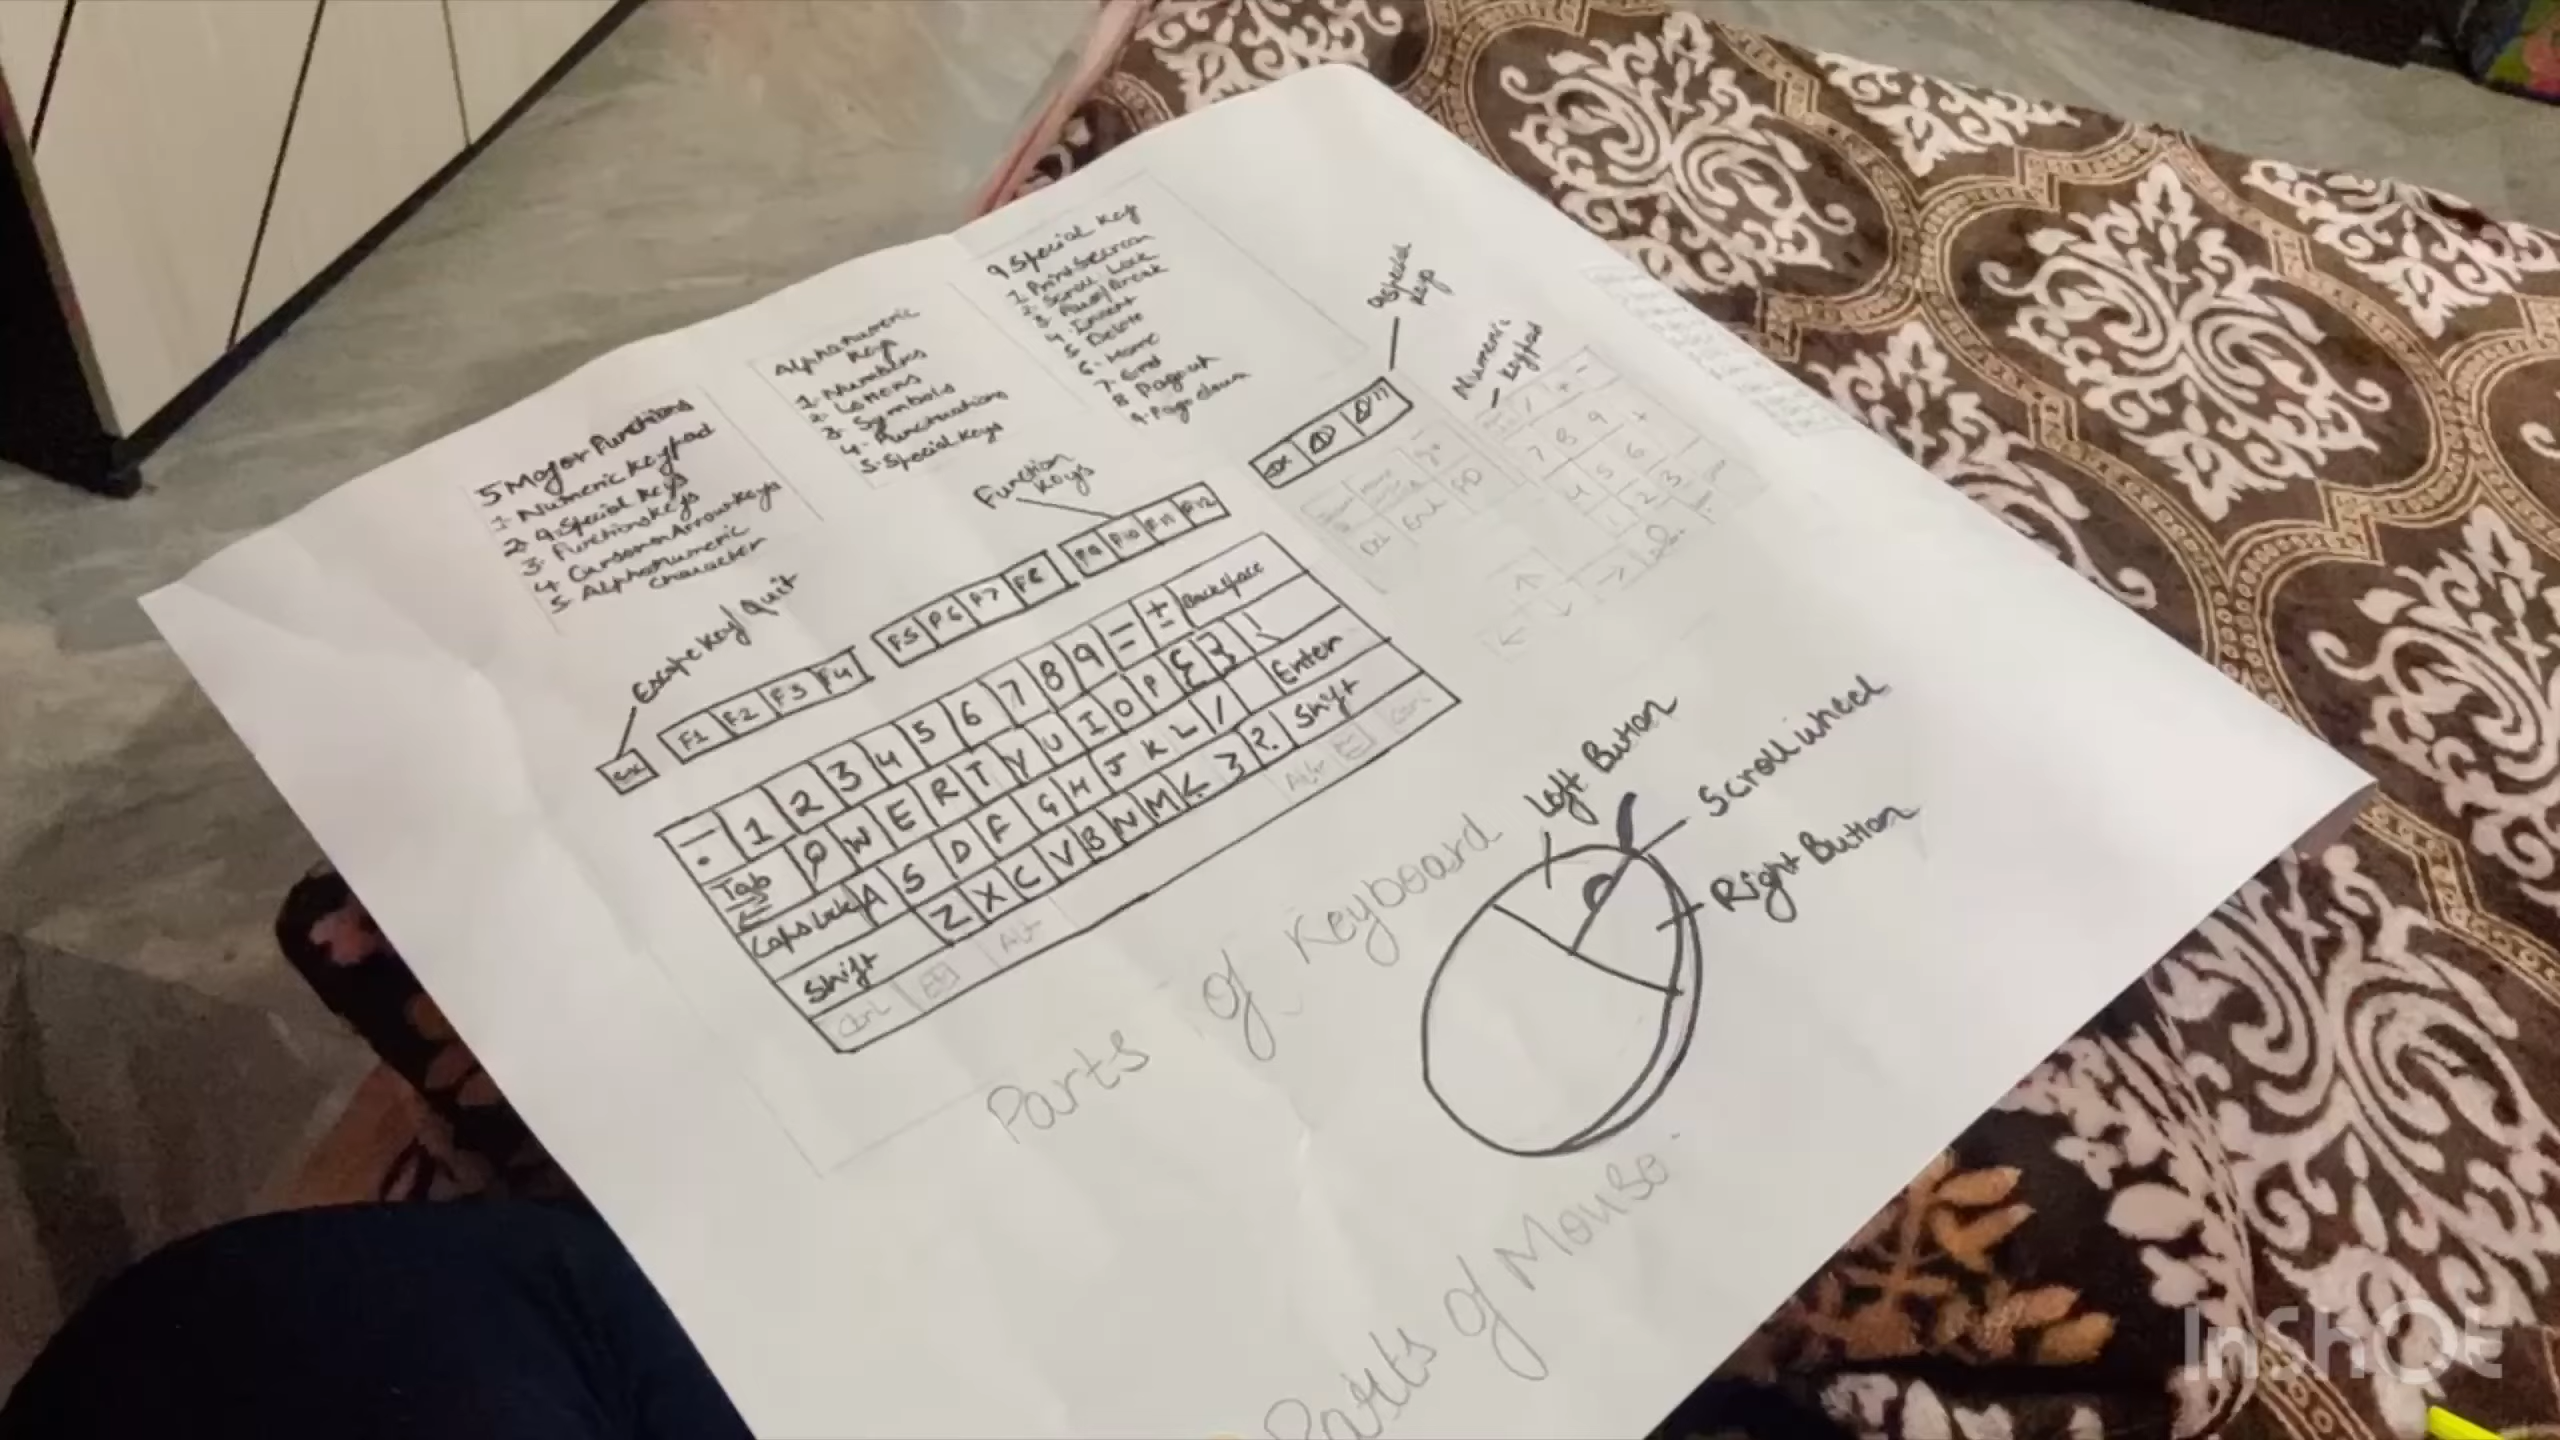 5 Major Functions
1. Numeric Keypad
2. 9 Special Keys
3. Functions Keys
4. Cursor Arrow Keys
5. Alphanumeric
Character
Alphanumeric
Keys
1. Numbers
2. Letters
3. Symbols
4. Punctuations
5. Special Keys
9 Special Key
1. Print Screen
2. Scroll Lock
3. Paus/Break
4. Insert
5. Delete
6. Home
7. End
8. Page up
9. Page down
Escape Key/Quit
Function
Keys
Special
Key
Numeric
Keypad
Esc
F1 F2 F3 F4
F5 F6 F7 F8
F9 F10 F11 F12
1 2 3 4 5 6 7 8 9 Backspace
Tab Q W E R T Y U I O P
Caps Lock A S D F G H J K L Enter
Shift Z X C V B N M ? Shift
Ctrl Alt Alt
Del End PD
/ * -
7 8 9 +
4 5 6
1 2 3
Left Button
Scroll wheel
Right Button
Parts of Keyboard
Parts of Mouse.
InShOt